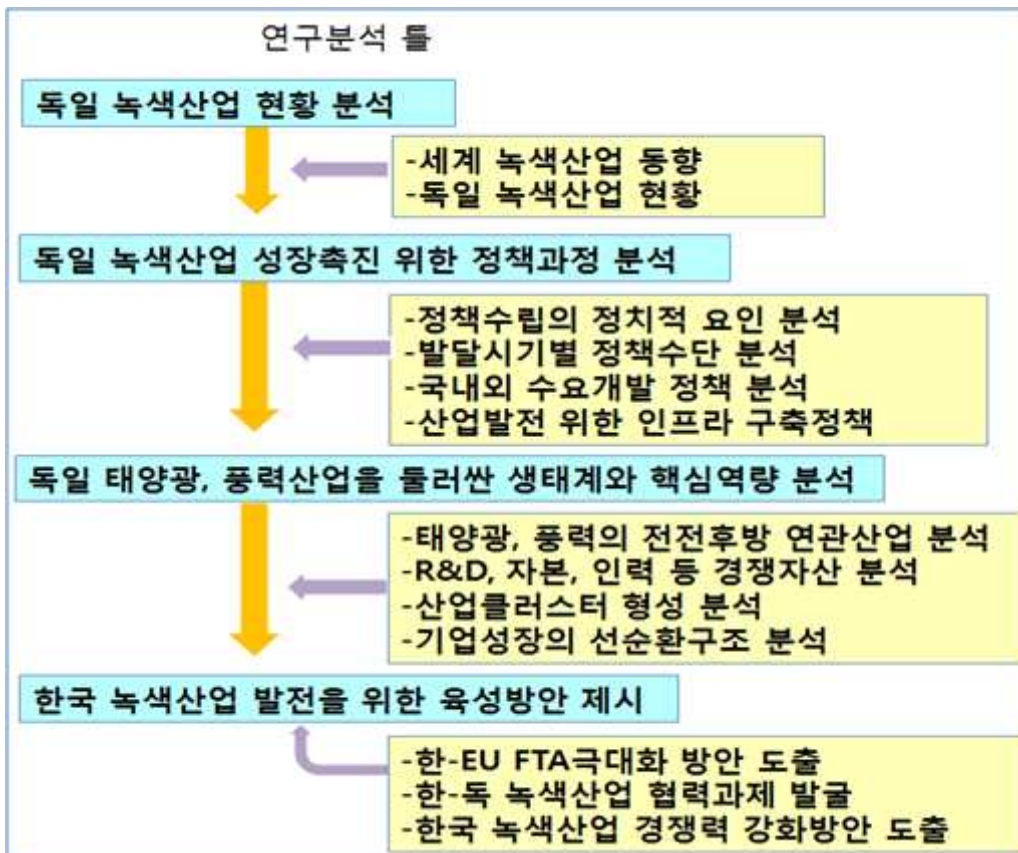 연구분석 틀
독일 녹색산업 현황 분석
-세계 녹색산업 동향
-독일 녹색산업 현황
독일 녹색산업 성장촉진 위한 정책과정 분석
-정책수립의 정치적 요인 분석
-발달시기별 정책수단 분석
-국내외 수요개발 정책 분석
-산업발전 위한 인프라 구축정책
독일 태양광, 풍력산업을 둘러싼 생태계와 핵심역량 분석
-태양광, 풍력의 전전후방 연관산업 분석
-R&D, 자본, 인력 등 경쟁자산 분석
-산업클러스터 형성 분석
-기업성장의 선순환구조 분석
한국 녹색산업 발전을 위한 육성방안 제시
-한-EU FTA극대화 방안 도출
-한-독 녹색산업 협력과제 발굴
-한국 녹색산업 경쟁력 강화방안 도출